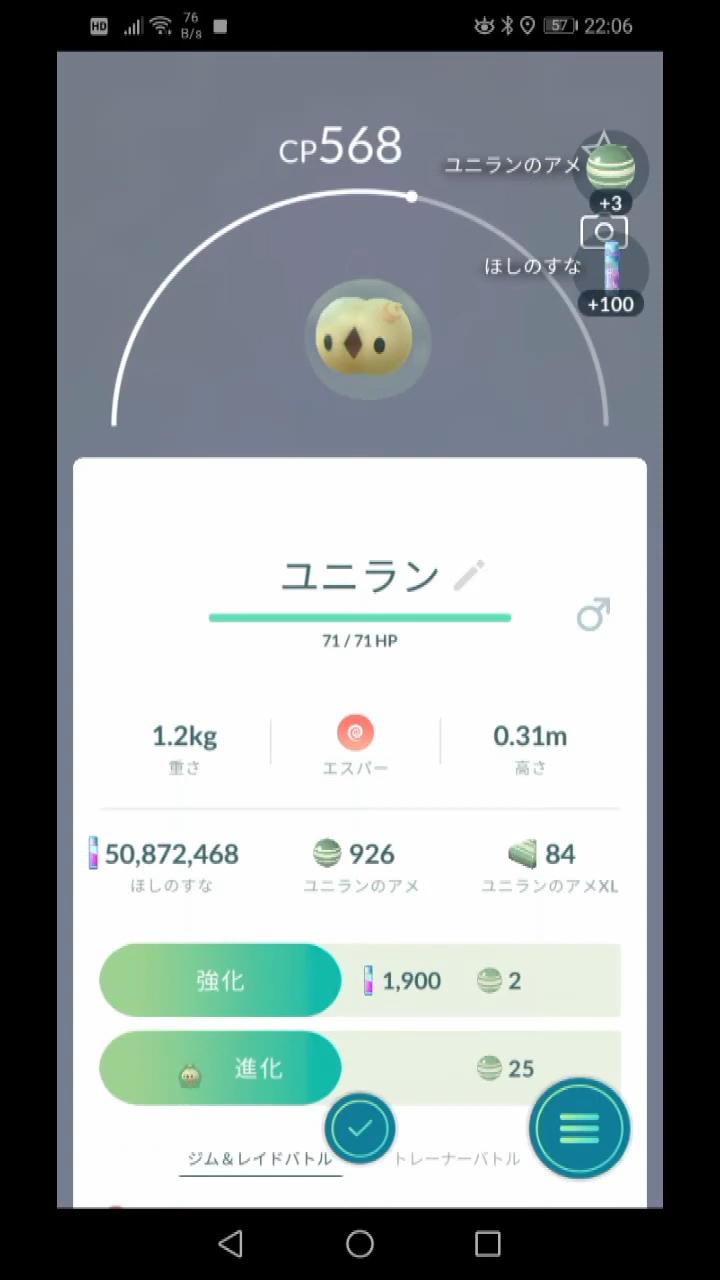 HD 76 B/s 57 22:06
CP568
ユニランのアメ
+3
ほしのすな
+100
ユニラン
71 / 71 HP
1.2kg 0.31m
重さ エスパー 高さ
50,872,468 926 84
ほしのすな ユニランのアメ ユニランのアメXL
強化 1,900 2
進化 25
ジム＆レイドバトル トレーナーバトル